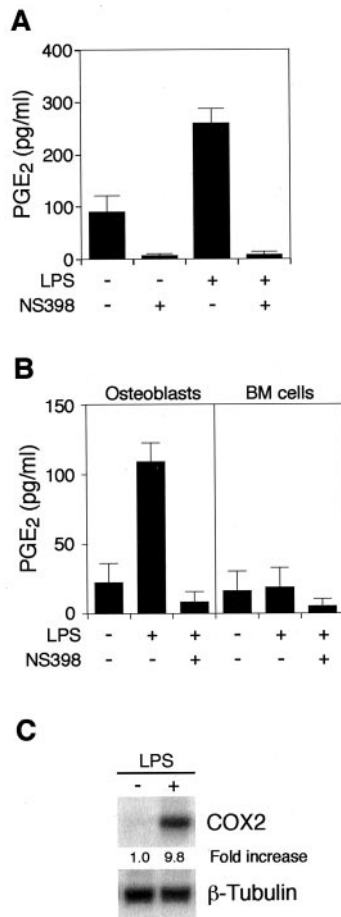 A
PGE2 (pg/ml)
400
300
200
100
0
LPS - - + +
NS398 - + - +
B
Osteoblasts BM cells
PGE2 (pg/ml)
150
100
50
0
LPS - + + - + +
NS398 - - + - - +
C
LPS
- +
COX2
1.0 9.8 Fold increase
β-Tubulin